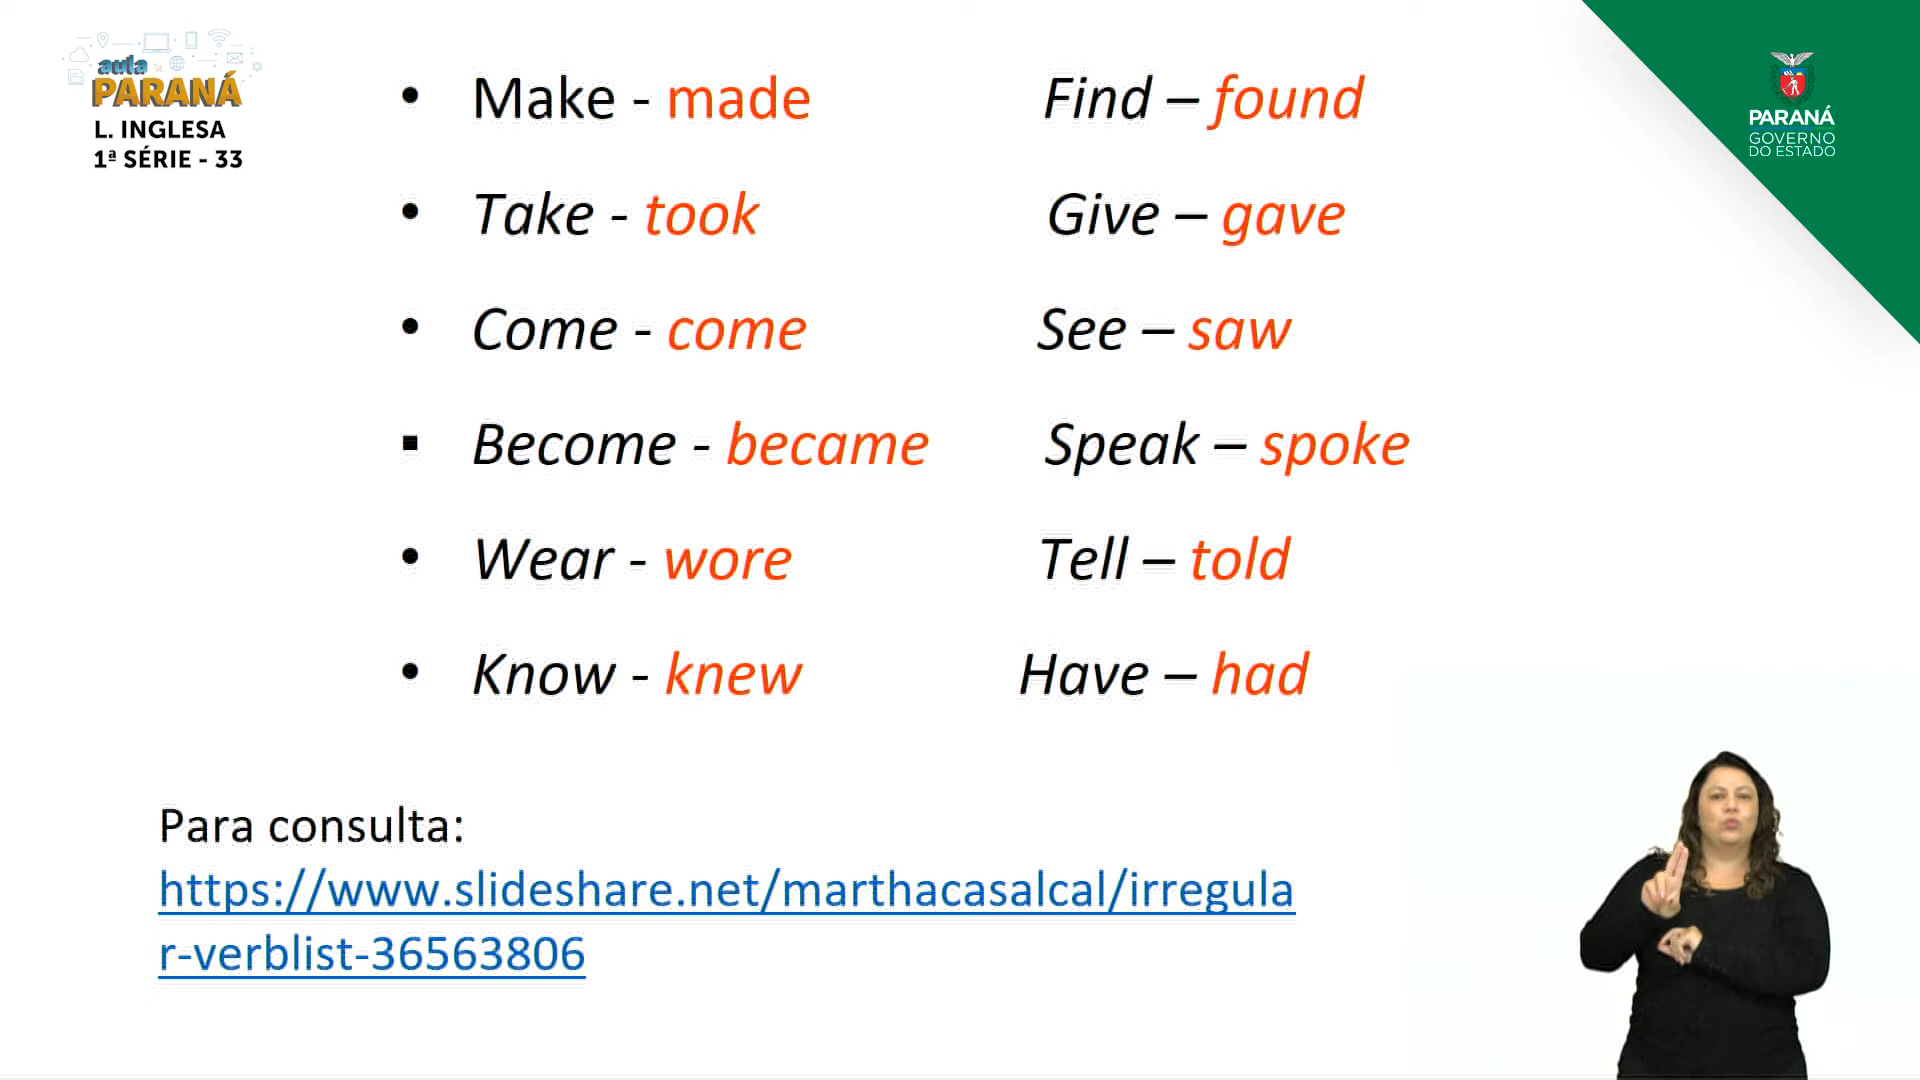 aula
PARANÁ
L. INGLESA
1ª SÉRIE - 33
• Make - made Find – found
• Take - took Give – gave
• Come - come See – saw
▪ Become - became Speak – spoke
• Wear - wore Tell – told
• Know - knew Have – had
Para consulta:
https://www.slideshare.net/marthacasalcal/irregula
r-verblist-36563806
PARANÁ
GOVERNO
DO ESTADO